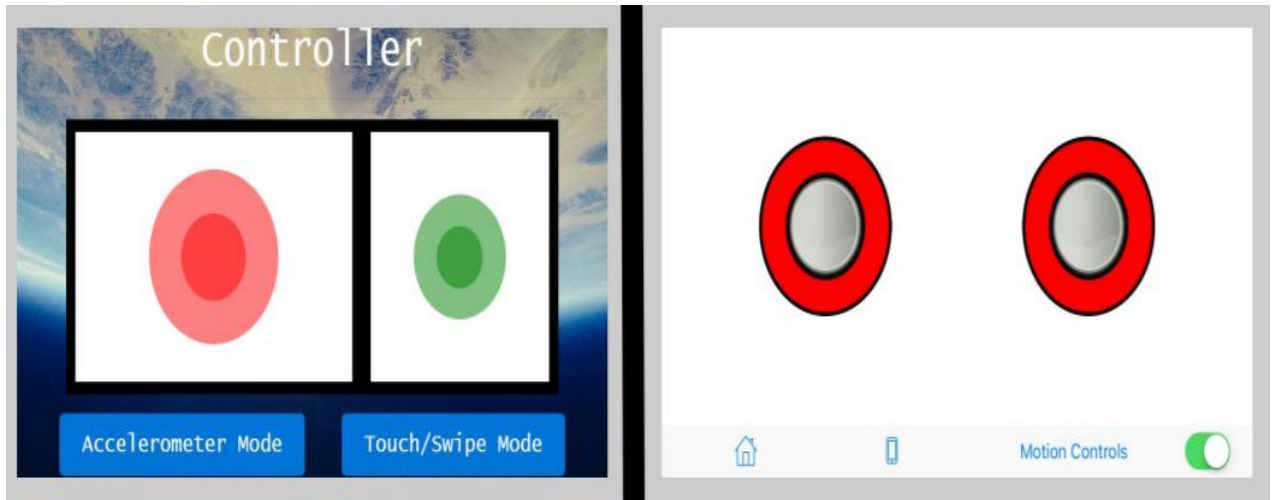 Controller
Accelerometer Mode
Touch/Swipe Mode
Motion Controls